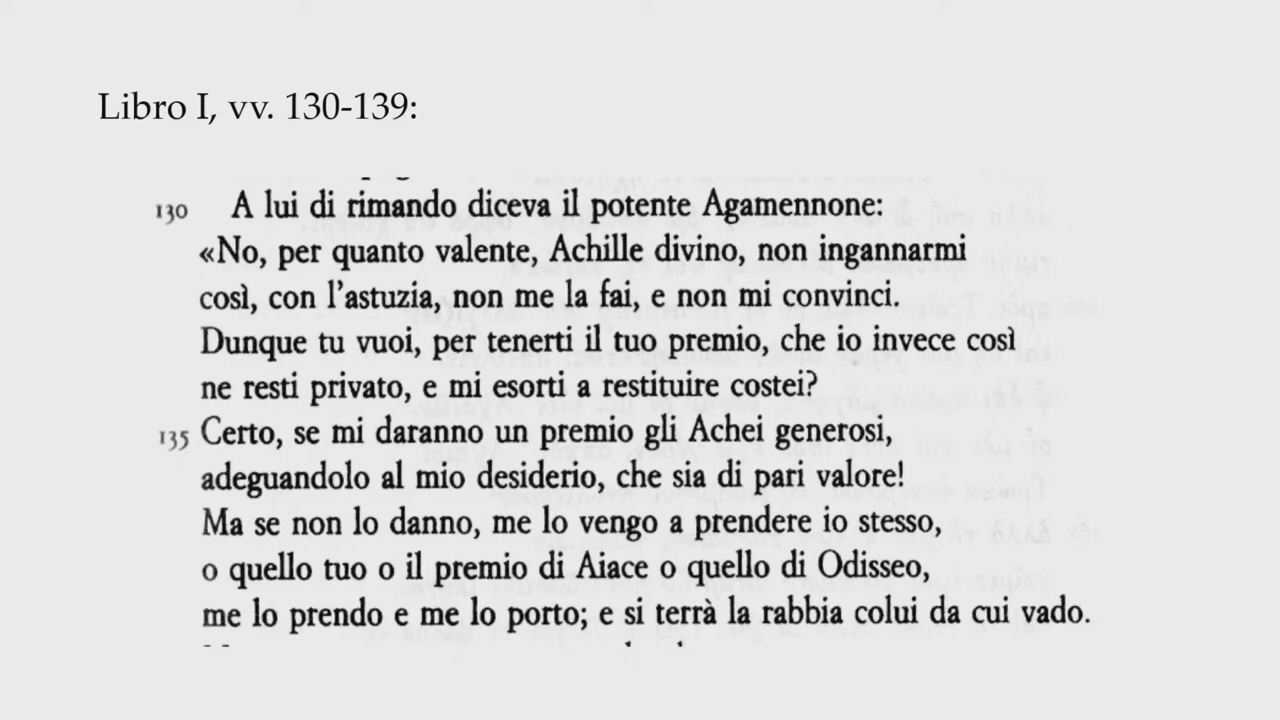 Libro I, vv. 130-139:
130 A lui di rimando diceva il potente Agamennone:
«No, per quanto valente, Achille divino, non ingannarmi
così, con l'astuzia, non me la fai, e non mi convinci.
Dunque tu vuoi, per tenerti il tuo premio, che io invece così
ne resti privato, e mi esorti a restituire costei?
135 Certo, se mi daranno un premio gli Achei generosi,
adeguandolo al mio desiderio, che sia di pari valore!
Ma se non lo danno, me lo vengo a prendere io stesso,
o quello tuo o il premio di Aiace o quello di Odisseo,
me lo prendo e me lo porto; e si terrà la rabbia colui da cui vado.